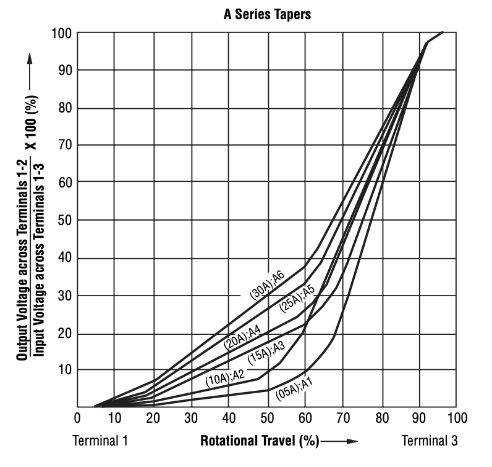 A Series Tapers
Output Voltage across Terminals 1-2
Input Voltage across Terminals 1-3
X 100 (%)
100
90
80
70
60
50
40
30
20
10
(30A);A6
(25A);A5
(20A);A4
(15A);A3
(10A);A2
(05A);A1
0 10 20 30 40 50 60 70 80 90 100
Terminal 1 Rotational Travel (%) Terminal 3